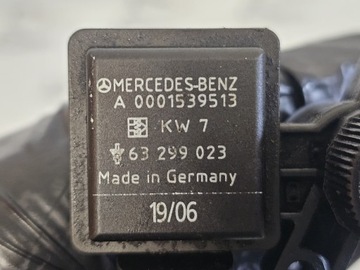 MERCEDES-BENZ
A 0001539513
KW 7
63 299 023
Made in Germany
19/06